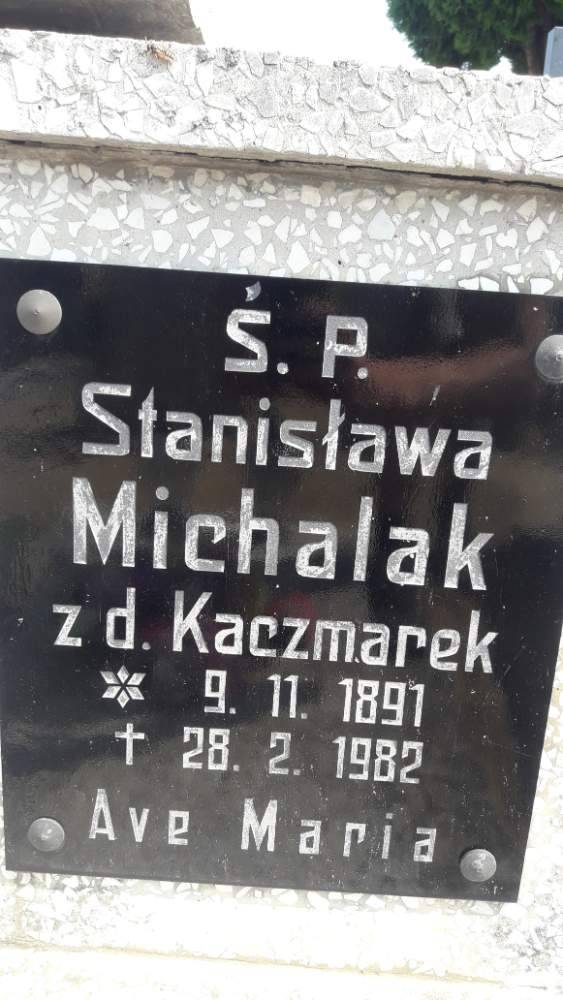 Ś. P.
Stanisława
Michalak
z d. Kaczmarek
* 9. 11. 1891
† 28. 2. 1982
Ave Maria